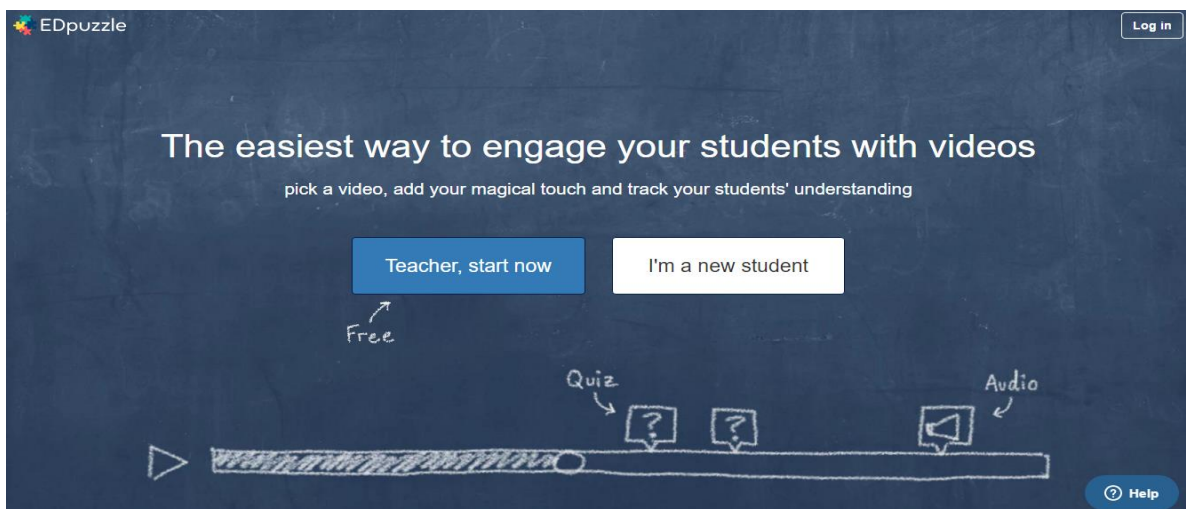 EDpuzzle
Log in
The easiest way to engage your students with videos
pick a video, add your magical touch and track your students' understanding
Teacher, start now
I'm a new student
Free
Quiz
Audio
?
?
? Help